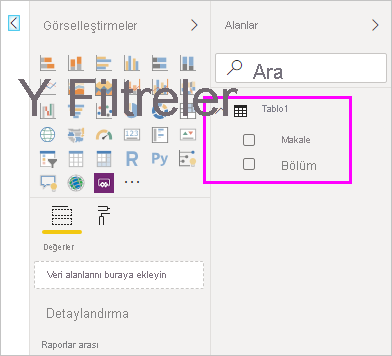 Görselleştirmeler
Alanlar
Ara
Y Filtreler
Tablo1
Makale
Bölüm
R Py
Değerler
Veri alanlarını buraya ekleyin
Detaylandırma
Raporlar arası